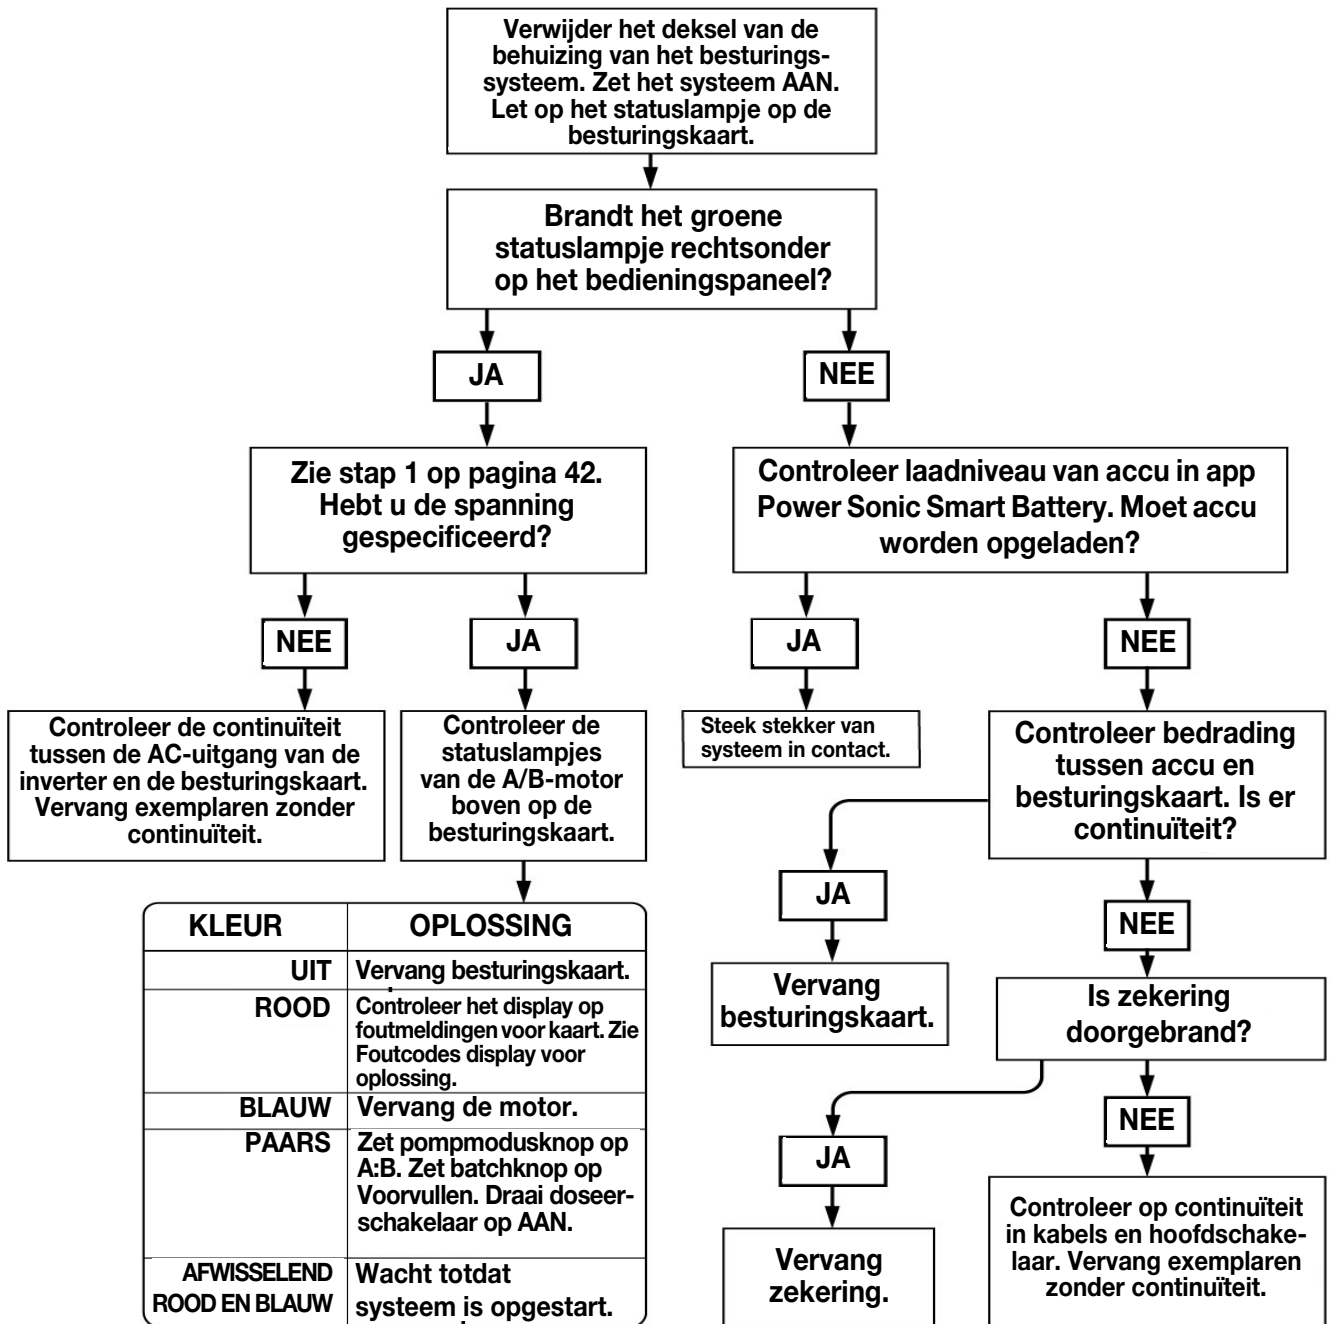 Verwijder het deksel van de
behuizing van het besturings-
systeem. Zet het systeem AAN.
Let op het statuslampje op de
besturingskaart.
Brandt het groene
statuslampje rechtsonder
op het bedieningspaneel?
JA
NEE
Zie stap 1 op pagina 42.
Hebt u de spanning
gespecificeerd?
Controleer laadniveau van accu in app
Power Sonic Smart Battery. Moet accu
worden opgeladen?
NEE
JA
JA
NEE
Controleer de continuïteit
tussen de AC-uitgang van de
inverter en de besturingskaart.
Vervang exemplaren zonder
continuïteit.
Controleer de
statuslampjes
van de A/B-motor
boven op de
besturingskaart.
Steek stekker van
systeem in contact.
Controleer bedrading
tussen accu en
besturingskaart. Is er
continuïteit?
JA
NEE
Vervang
besturingskaart.
Is zekering
doorgebrand?
JA
NEE
Vervang
zekering.
Controleer op continuïteit
in kabels en hoofdschake-
laar. Vervang exemplaren
zonder continuïteit.
KLEUR
OPLOSSING
UIT
Vervang besturingskaart.
ROOD
Controleer het display op
foutmeldingen voor kaart. Zie
Foutcodes display voor
oplossing.
BLAUW
Vervang de motor.
PAARS
Zet pompmodusknop op
A:B. Zet batchknop op
Voorvullen. Draai doseer-
schakelaar op AAN.
AFWISSELEND
ROOD EN BLAUW
Wacht totdat
systeem is opgestart.